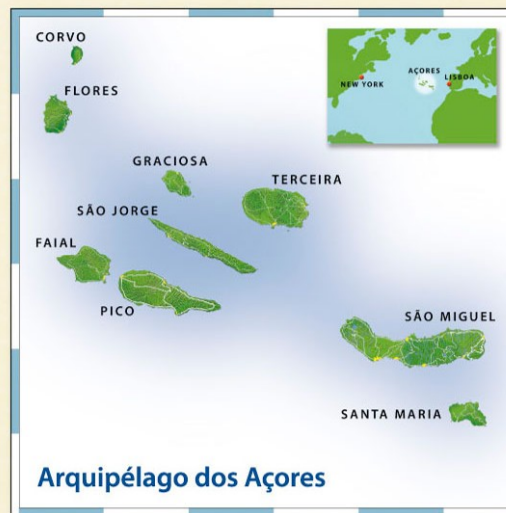 CORVO
FLORES
AÇORES
LISBOA
NEW YORK
GRACIOSA
TERCEIRA
SÃO JORGE
FAIAL
PICO
SÃO MIGUEL
SANTA MARIA
Arquipélago dos Açores